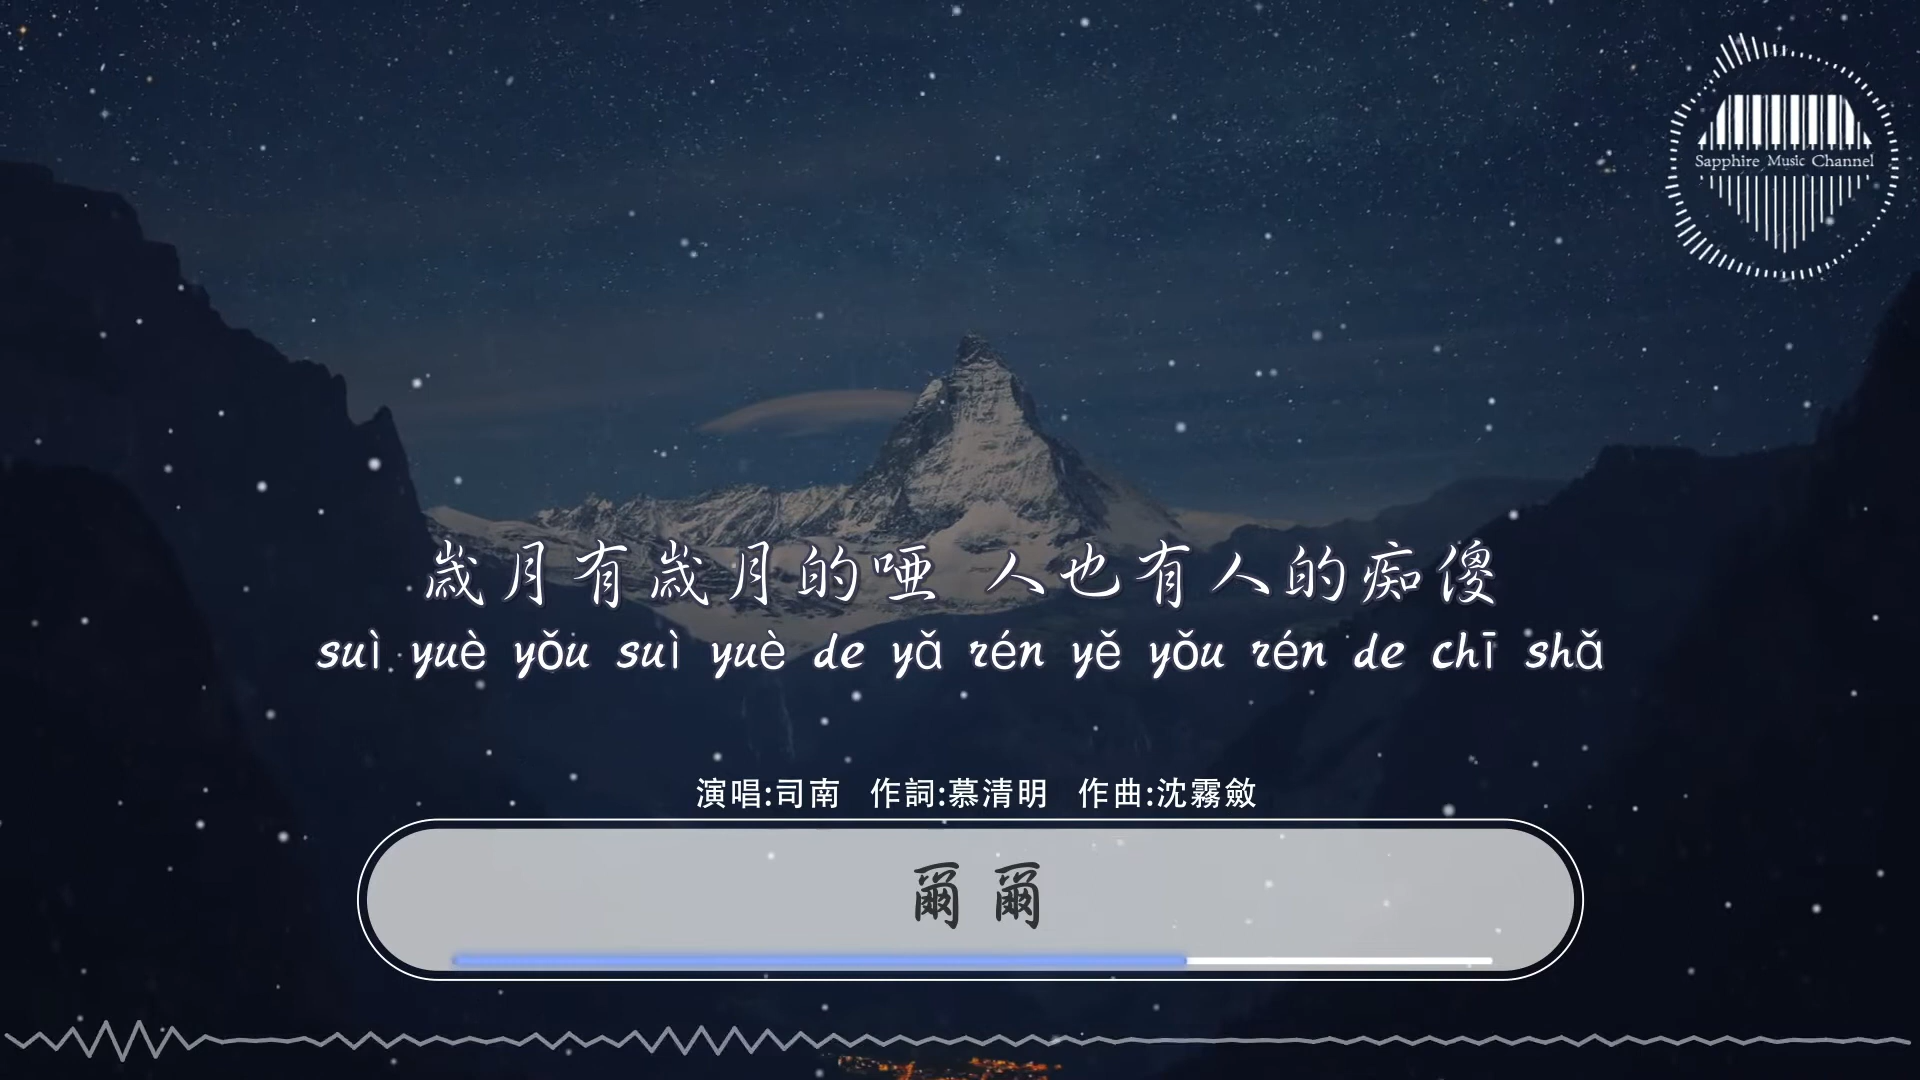 Sapphire Music Channel
歲月有歲月的啞 人也有人的痴傻
suì yuè yǒu suì yuè de yǎ rén yě yǒu rén de chī shǎ
演唱:司南 作詞:慕清明 作曲:沈霧斂
爾爾